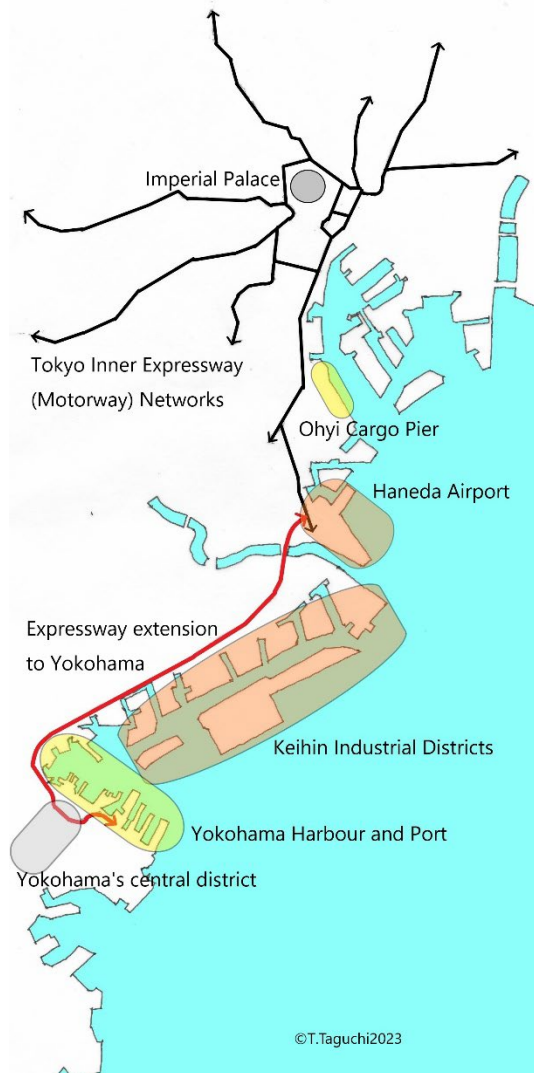 Imperial Palace
Tokyo Inner Expressway
(Motorway) Networks
Ohyi Cargo Pier
Haneda Airport
Expressway extension
to Yokohama
Keihin Industrial Districts
Yokohama Harbour and Port
Yokohama's central district
©T.Taguchi2023